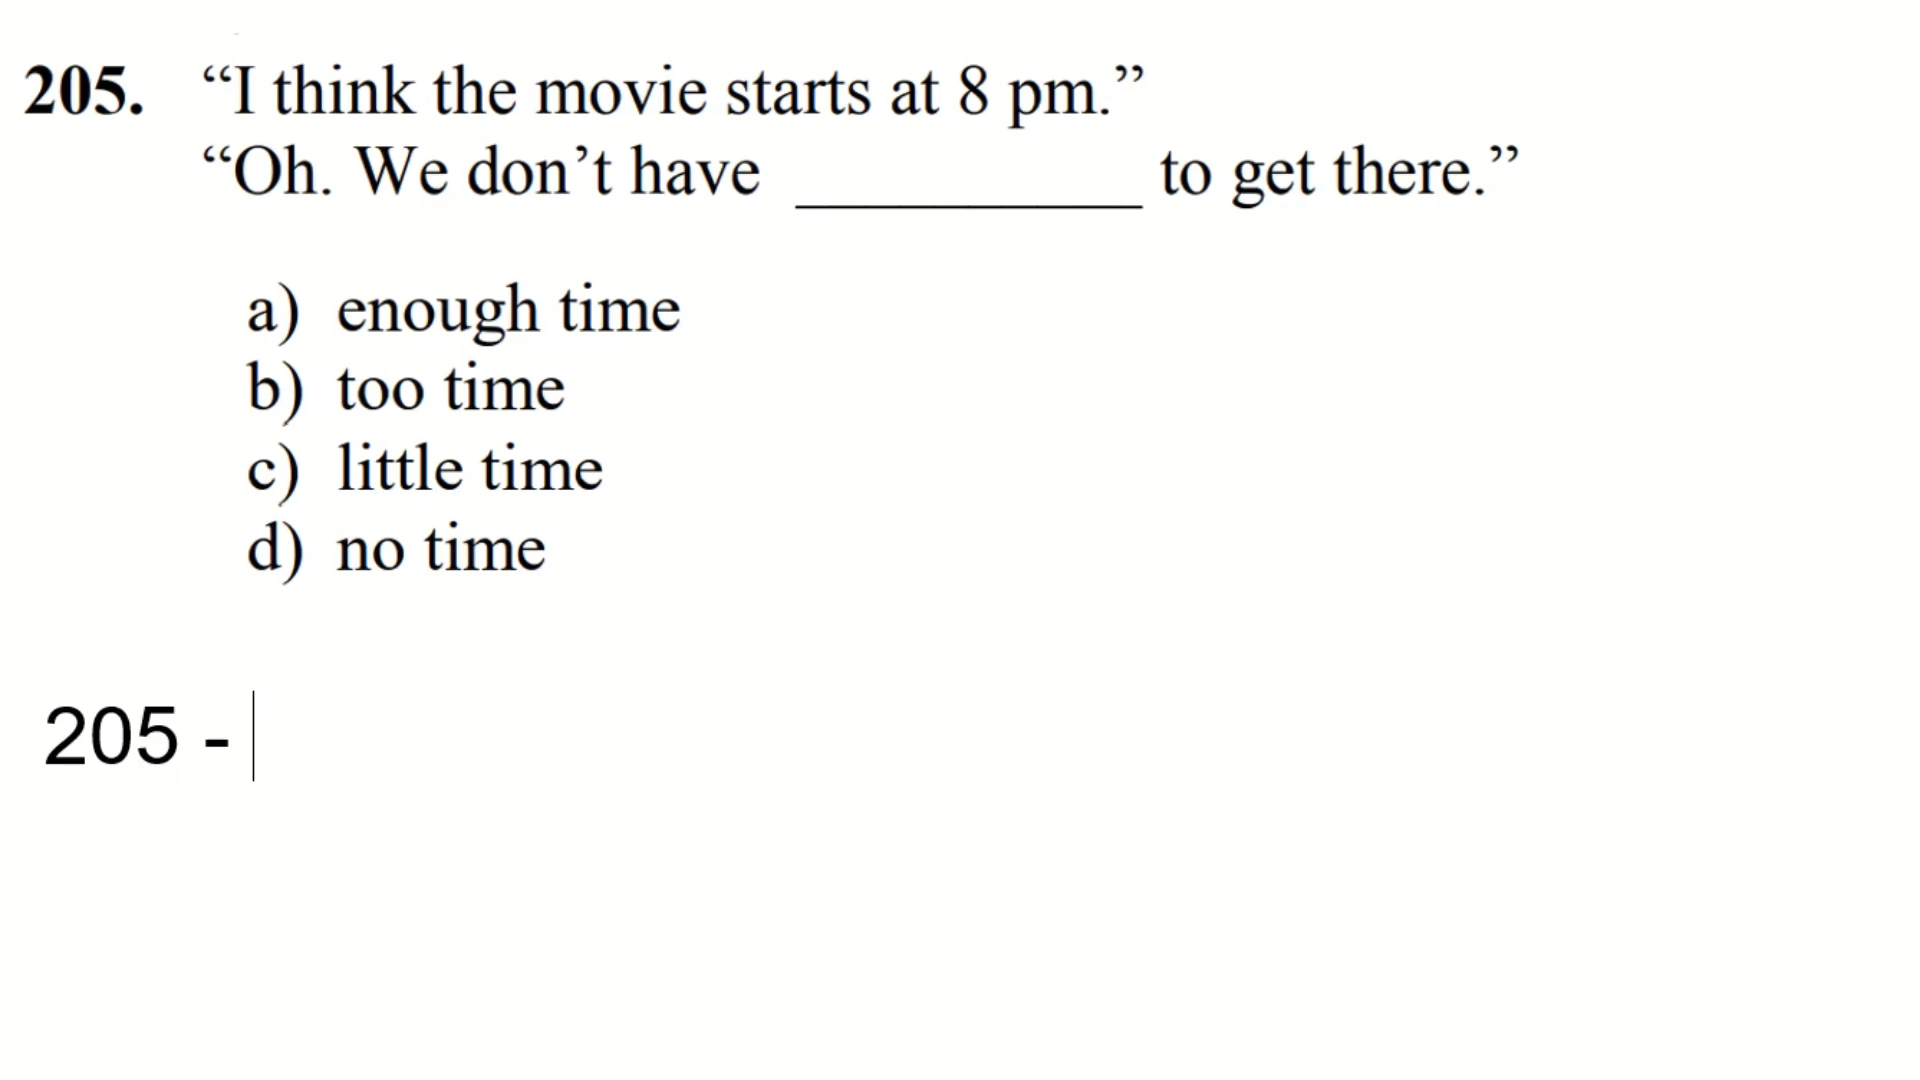 205. “I think the movie starts at 8 pm.”
“Oh. We don’t have __________ to get there.”
a) enough time
b) too time
c) little time
d) no time
205 -